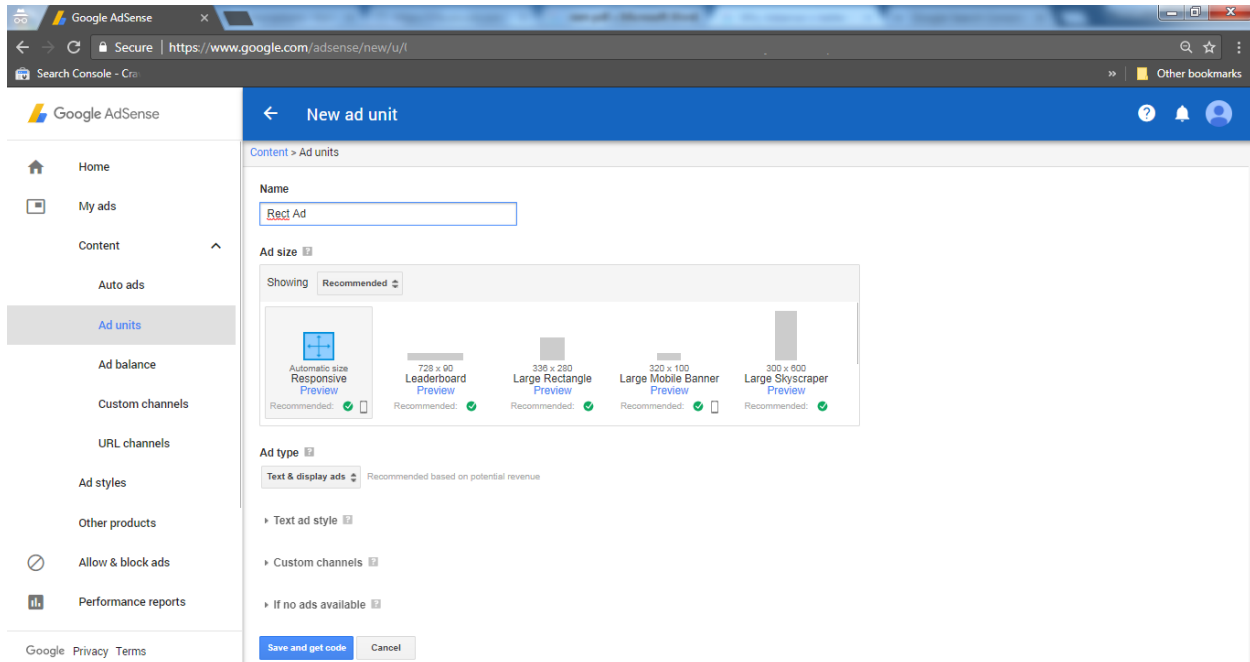 Google AdSense
Secure | https://www.google.com/adsense/new/u/
Search Console - Cra
» Other bookmarks
Google AdSense
New ad unit
Home
My ads
Content
Auto ads
Ad units
Ad balance
Custom channels
URL channels
Ad styles
Other products
Allow & block ads
Performance reports
Google Privacy Terms
Content > Ad units
Name
Rect Ad
Ad size ?
Showing Recommended
Automatic size 728 x 90 336 x 280 320 x 100 300 x 600
Responsive Leaderboard Large Rectangle Large Mobile Banner Large Skyscraper
Preview Preview Preview Preview Preview
Recommended: Recommended: Recommended: Recommended: Recommended:
Ad type ?
Text & display ads Recommended based on potential revenue
Text ad style ?
Custom channels ?
If no ads available ?
Save and get code Cancel